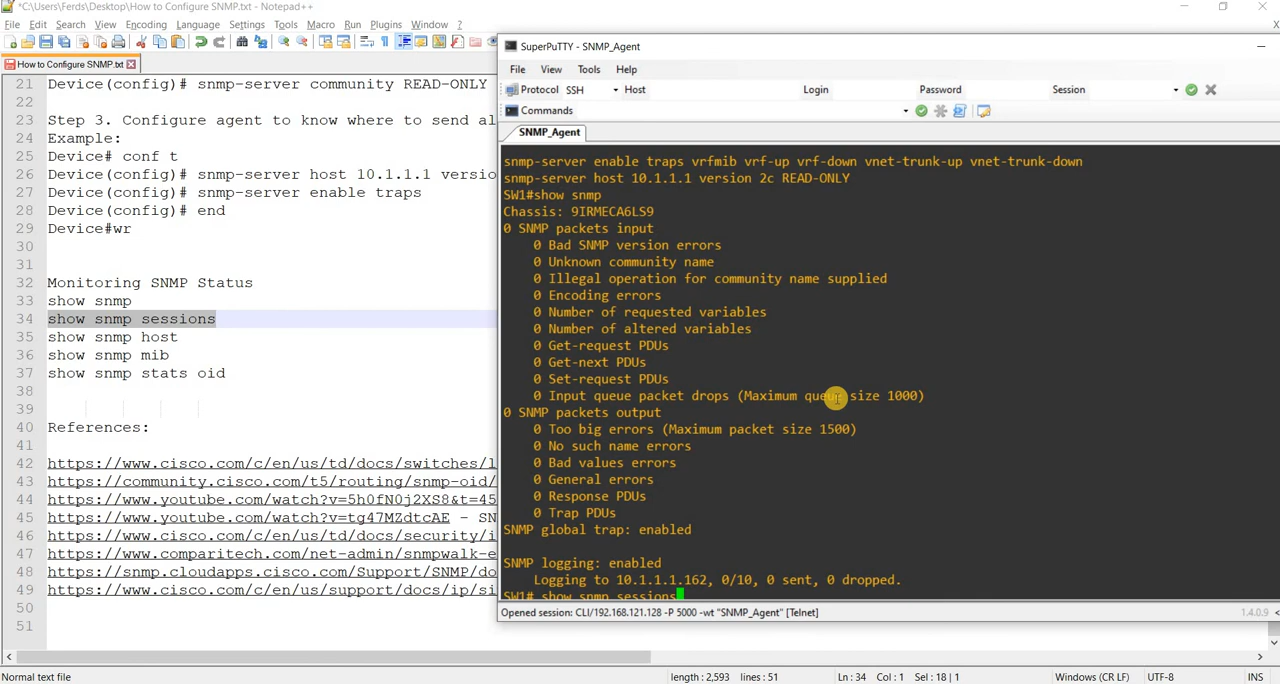 *C:\Users\Ferds\Desktop\How to Configure SNMP.txt - Notepad++
File Edit Search View Encoding Language Settings Tools Macro Run Plugins Window ?
X
How to Configure SNMP.txt
21 Device(config)# snmp-server community READ-ONLY
22
23 Step 3. Configure agent to know where to send al
24 Example:
25 Device# conf t
26 Device(config)# snmp-server host 10.1.1.1 versio
27 Device(config)# snmp-server enable traps
28 Device(config)# end
29 Device#wr
30
31
32 Monitoring SNMP Status
33 show snmp
34 show snmp sessions
35 show snmp host
36 show snmp mib
37 show snmp stats oid
38
39
40 References:
41
42 https://www.cisco.com/c/en/us/td/docs/switches/l
43 https://community.cisco.com/t5/routing/snmp-oid/
44 https://www.youtube.com/watch?v=5h0fN0j2XS8&t=45
45 https://www.youtube.com/watch?v=tg47MZdtcAE - SN
46 https://www.cisco.com/c/en/us/td/docs/security/i
47 https://www.comparitech.com/net-admin/snmpwalk-e
48 https://snmp.cloudapps.cisco.com/Support/SNMP/do
49 https://www.cisco.com/c/en/us/support/docs/ip/si
50
51
SuperPuTTY - SNMP_Agent
File View Tools Help
Protocol SSH Host Login Password Session
Commands
SNMP_Agent
snmp-server enable traps vrfmib vrf-up vrf-down vnet-trunk-up vnet-trunk-down
snmp-server host 10.1.1.1 version 2c READ-ONLY
SW1#show snmp
Chassis: 9IRMECA6LS9
0 SNMP packets input
0 Bad SNMP version errors
0 Unknown community name
0 Illegal operation for community name supplied
0 Encoding errors
0 Number of requested variables
0 Number of altered variables
0 Get-request PDUs
0 Get-next PDUs
0 Set-request PDUs
0 Input queue packet drops (Maximum queue size 1000)
0 SNMP packets output
0 Too big errors (Maximum packet size 1500)
0 No such name errors
0 Bad values errors
0 General errors
0 Response PDUs
0 Trap PDUs
SNMP global trap: enabled
SNMP logging: enabled
Logging to 10.1.1.1.162, 0/10, 0 sent, 0 dropped.
SW1# show snmp sessions
Opened session: CLI/192.168.121.128 -P 5000 -wt "SNMP_Agent" [Telnet]
1.4.0.9
Normal text file
length : 2,593 lines : 51
Ln : 34 Col : 1 Sel : 18 | 1
Windows (CR LF)
UTF-8
INS